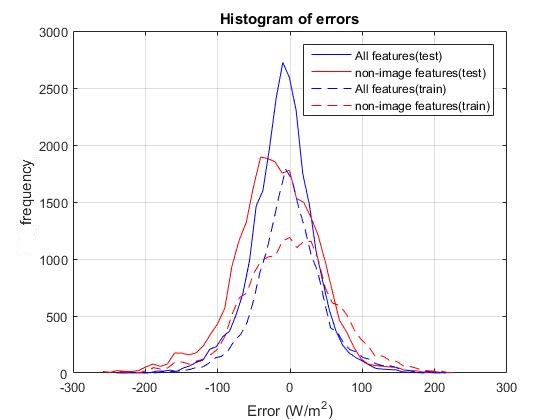 Histogram of errors
3000
2500
2000
1500
1000
500
0
frequency
All features(test)
non-image features(test)
All features(train)
non-image features(train)
-300 -200 -100 0 100 200 300
Error (W/m²)